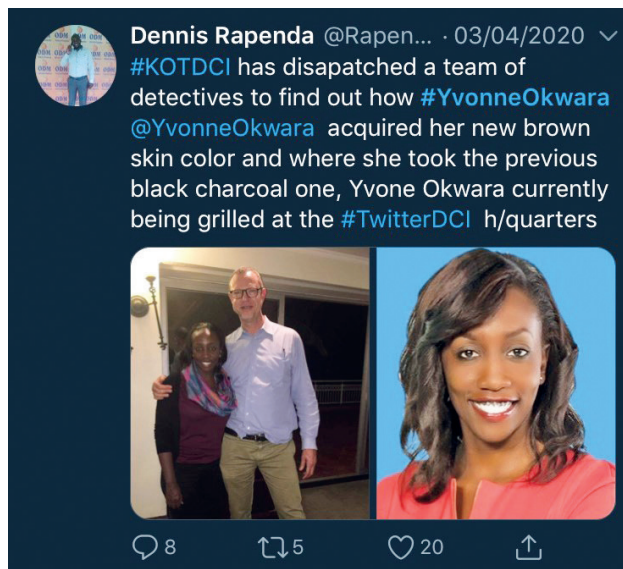 Dennis Rapenda @Rapen... · 03/04/2020
#KOTDCI has disapatched a team of
detectives to find out how #YvonneOkwara
@YvonneOkwara acquired her new brown
skin color and where she took the previous
black charcoal one, Yvone Okwara currently
being grilled at the #TwitterDCI h/quarters
8 5 20